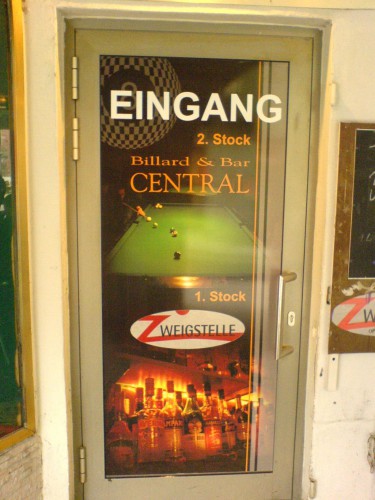 EINGANG
2. Stock
Billard & Bar
CENTRAL
1. Stock
ZWEIGSTELLE